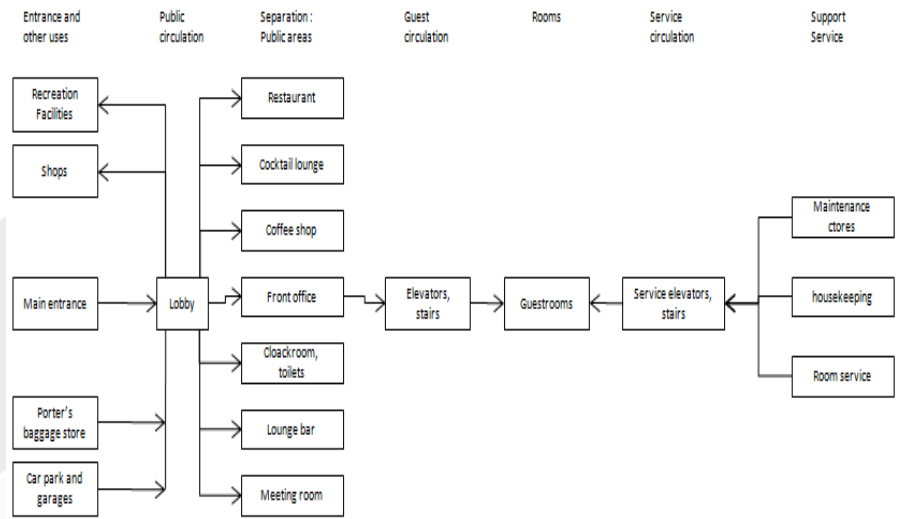 Entrance and
other uses
Public
circulation
Separation :
Public areas
Guest
circulation
Rooms
Service
circulation
Support
Service
Recreation
Facilities
Shops
Main entrance
Porter's
baggage store
Car park and
garages
Lobby
Restaurant
Cocktail lounge
Coffee shop
Front office
Cloackroom,
toilets
Lounge bar
Meeting room
Elevators,
stairs
Guestrooms
Service elevators,
stairs
Maintenance
ctores
housekeeping
Room service